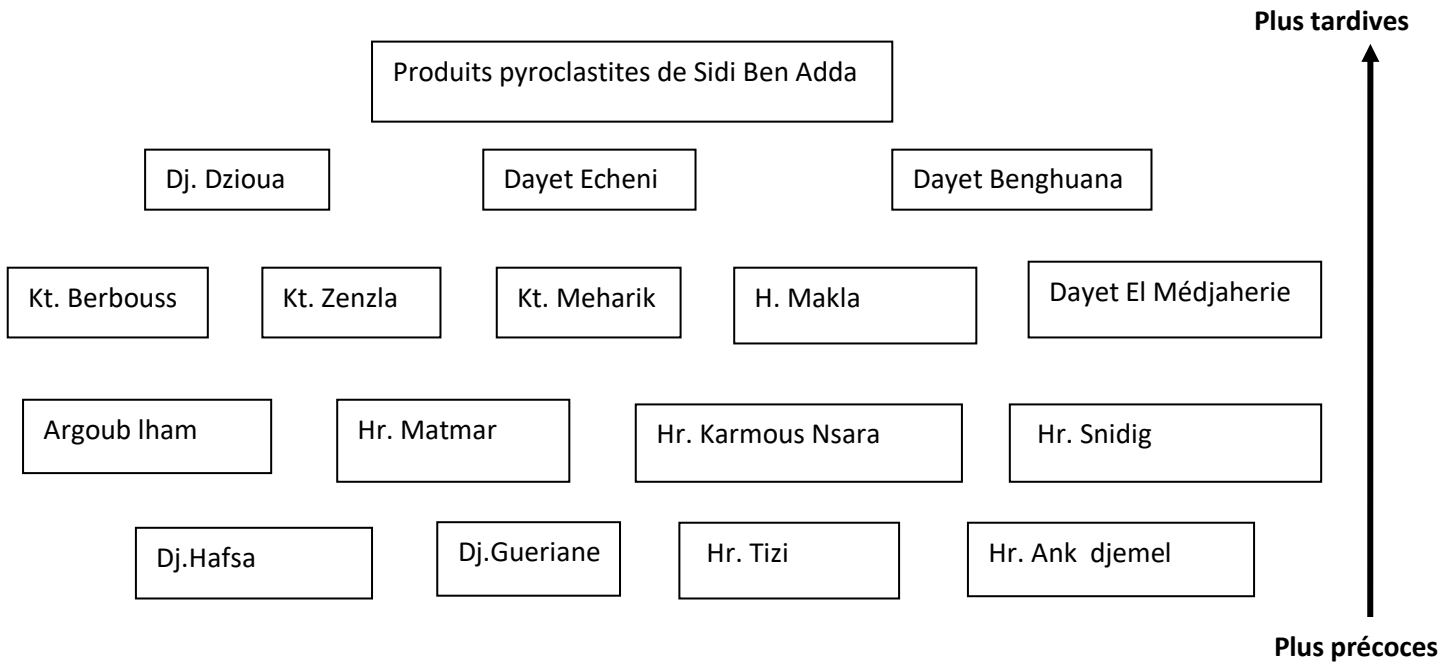 Plus tardives
Produits pyroclastites de Sidi Ben Adda
Dj. Dzioua
Dayet Echeni
Dayet Benghuana
Kt. Berbouss
Kt. Zenzla
Kt. Meharik
H. Makla
Dayet El Médjaherie
Argoub lham
Hr. Matmar
Hr. Karmous Nsara
Hr. Snidig
Dj.Hafsa
Dj.Gueriane
Hr. Tizi
Hr. Ank  djemel
Plus précoces